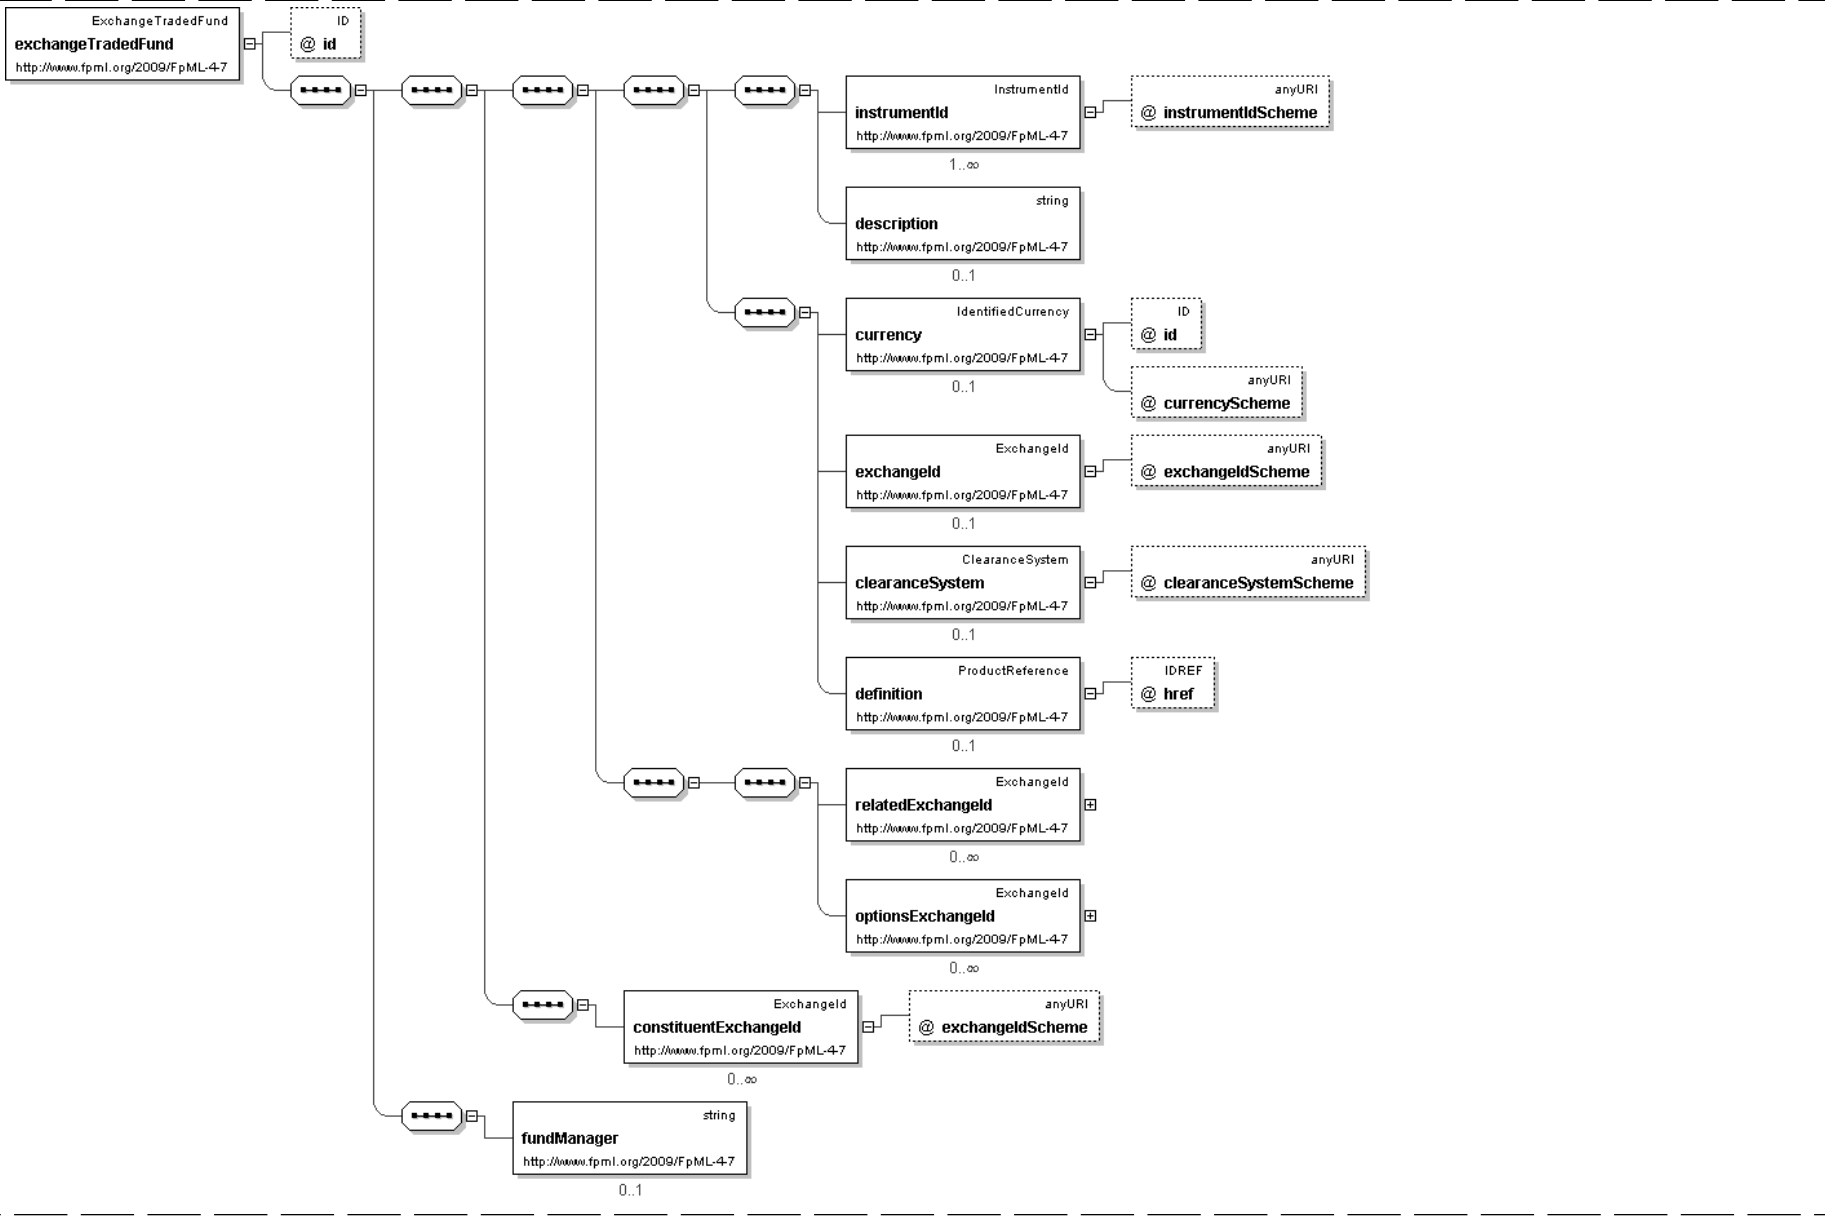 ExchangeTradedFund
exchangeTradedFund
http://www.fpml.org/2009/FpML-4-7
ID
@ id
InstrumentId
instrumentId
http://www.fpml.org/2009/FpML-4-7
1..∞
anyURI
@ instrumentIdScheme
string
description
http://www.fpml.org/2009/FpML-4-7
0..1
IdentifiedCurrency
currency
http://www.fpml.org/2009/FpML-4-7
0..1
ID
@ id
anyURI
@ currencyScheme
ExchangeId
exchangeId
http://www.fpml.org/2009/FpML-4-7
0..1
anyURI
@ exchangeIdScheme
ClearanceSystem
clearanceSystem
http://www.fpml.org/2009/FpML-4-7
0..1
anyURI
@ clearanceSystemScheme
ProductReference
definition
http://www.fpml.org/2009/FpML-4-7
0..1
IDREF
@ href
ExchangeId
relatedExchangeId
http://www.fpml.org/2009/FpML-4-7
0..∞
ExchangeId
optionsExchangeId
http://www.fpml.org/2009/FpML-4-7
0..∞
ExchangeId
constituentExchangeId
http://www.fpml.org/2009/FpML-4-7
0..∞
anyURI
@ exchangeIdScheme
string
fundManager
http://www.fpml.org/2009/FpML-4-7
0..1